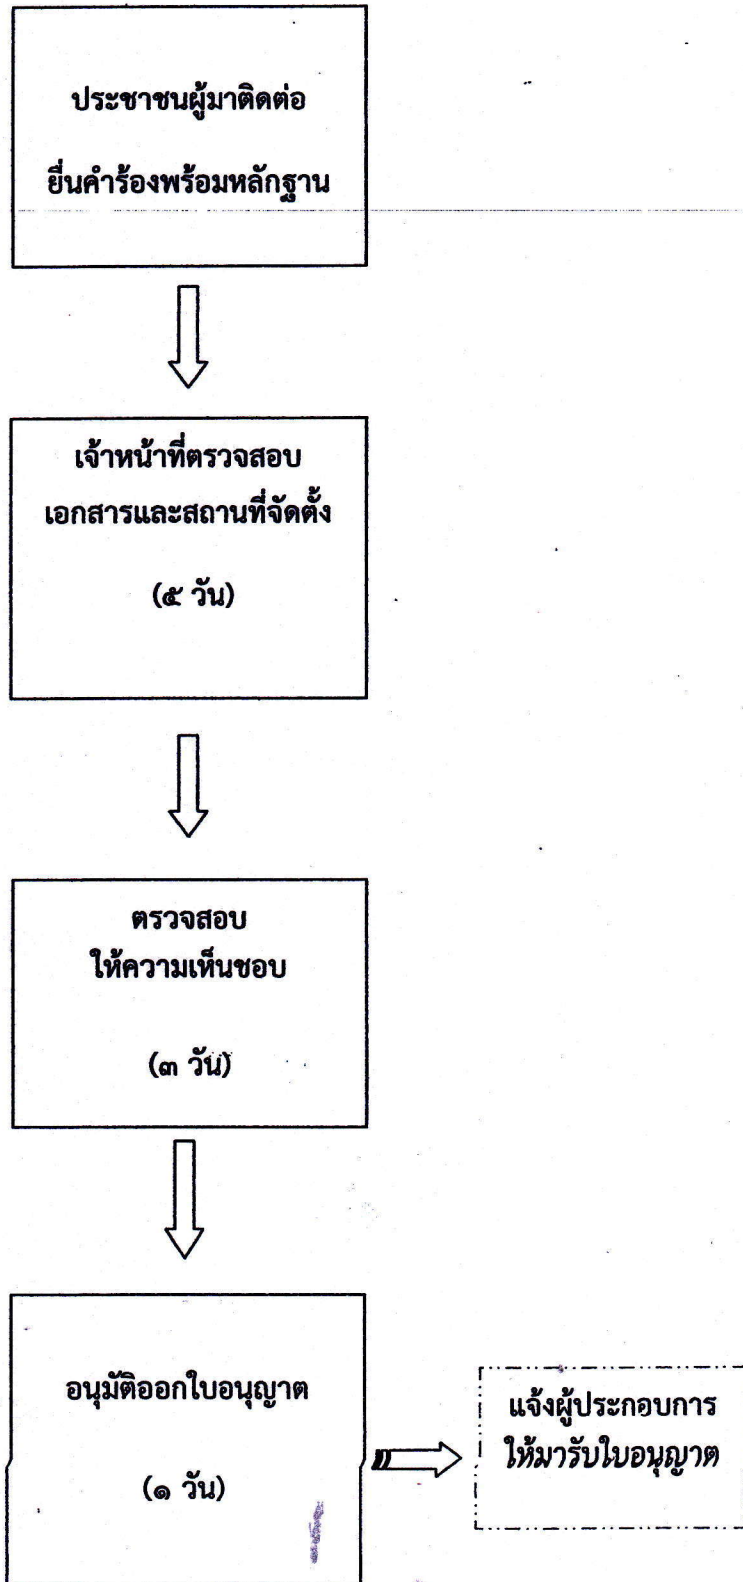 ประชาชนผู้มาติดต่อ
ยื่นคำร้องพร้อมหลักฐาน
เจ้าหน้าที่ตรวจสอบ
เอกสารและสถานที่จัดตั้ง
(๕ วัน)
ตรวจสอบ
ให้ความเห็นชอบ
(๓ วัน)
อนุมัติออกใบอนุญาต
(๑ วัน)
แจ้งผู้ประกอบการ
ให้มารับใบอนุญาต